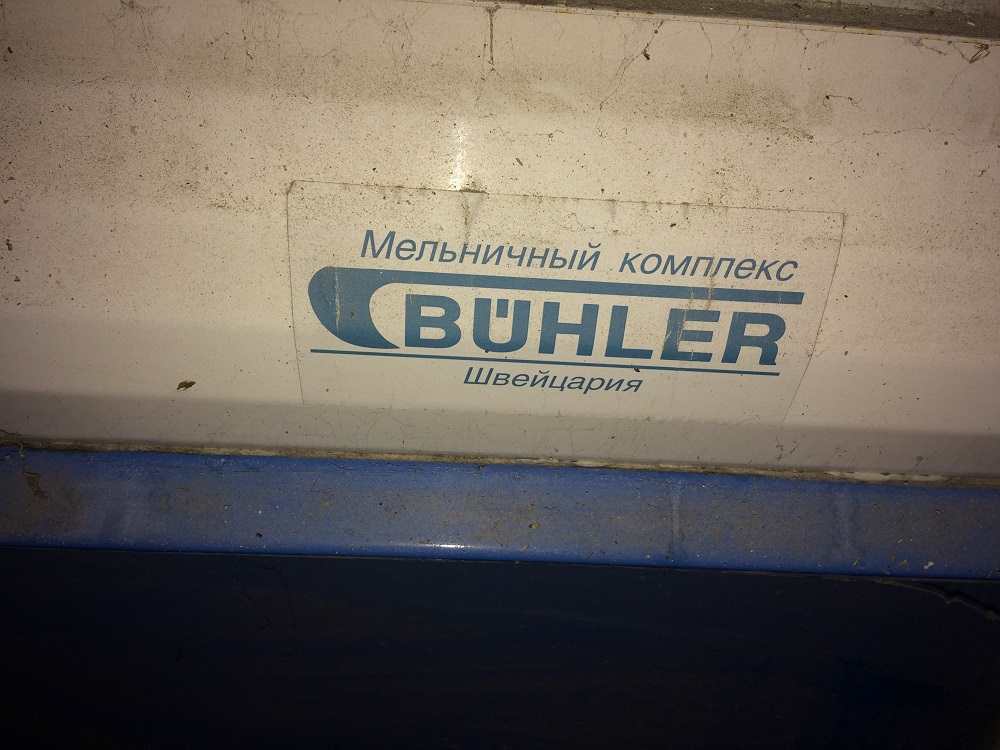 Мельничный комплекс
BÜHLER
Швейцария